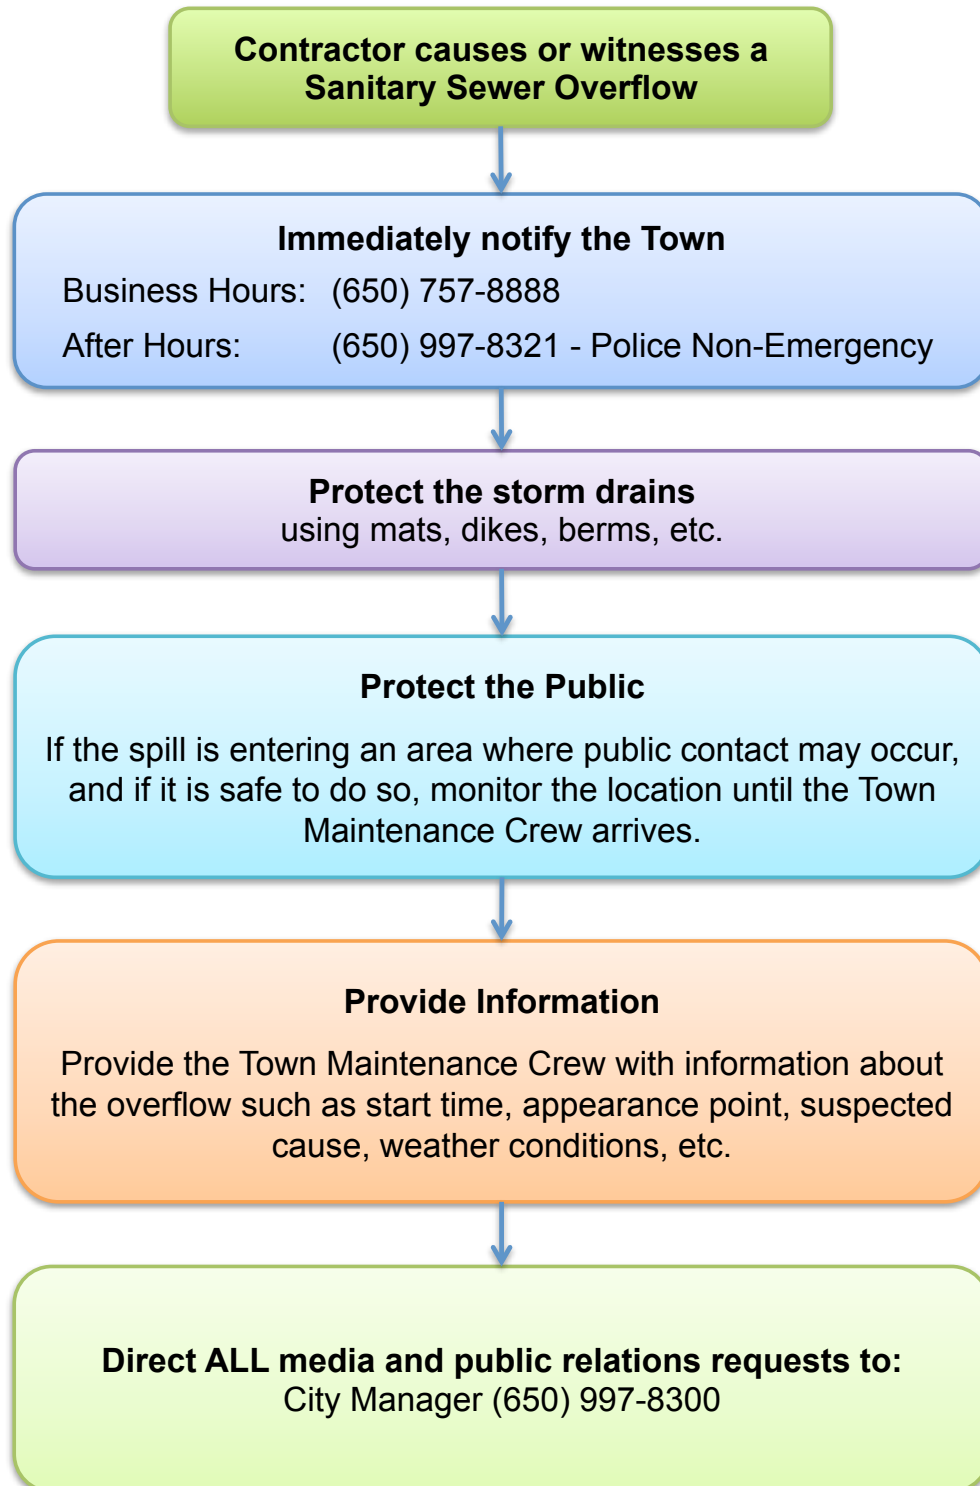 Contractor causes or witnesses a
Sanitary Sewer Overflow
Immediately notify the Town
Business Hours: (650) 757-8888
After Hours: (650) 997-8321 - Police Non-Emergency
Protect the storm drains
using mats, dikes, berms, etc.
Protect the Public
If the spill is entering an area where public contact may occur,
and if it is safe to do so, monitor the location until the Town
Maintenance Crew arrives.
Provide Information
Provide the Town Maintenance Crew with information about
the overflow such as start time, appearance point, suspected
cause, weather conditions, etc.
Direct ALL media and public relations requests to:
City Manager (650) 997-8300